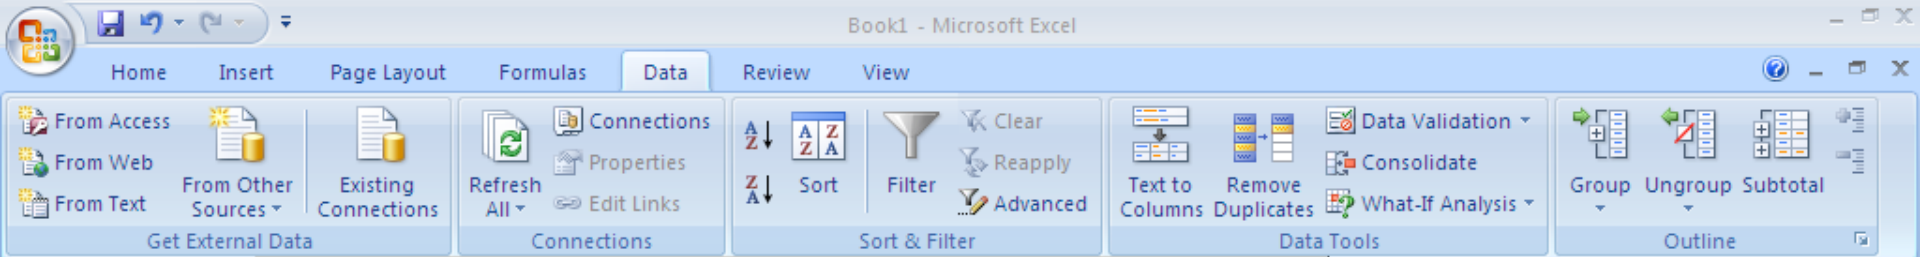 Book1 - Microsoft Excel
Home Insert Page Layout Formulas Data Review View
From Access
From Web
From Text
From Other
Sources
Existing
Connections
Get External Data
Refresh
All
Connections
Properties
Edit Links
Connections
A
Z
Z
A
A Z
Z A
Sort
Filter
Clear
Reapply
Advanced
Sort & Filter
Text to
Columns
Remove
Duplicates
Data Validation
Consolidate
What-If Analysis
Data Tools
Group
Ungroup
Subtotal
Outline